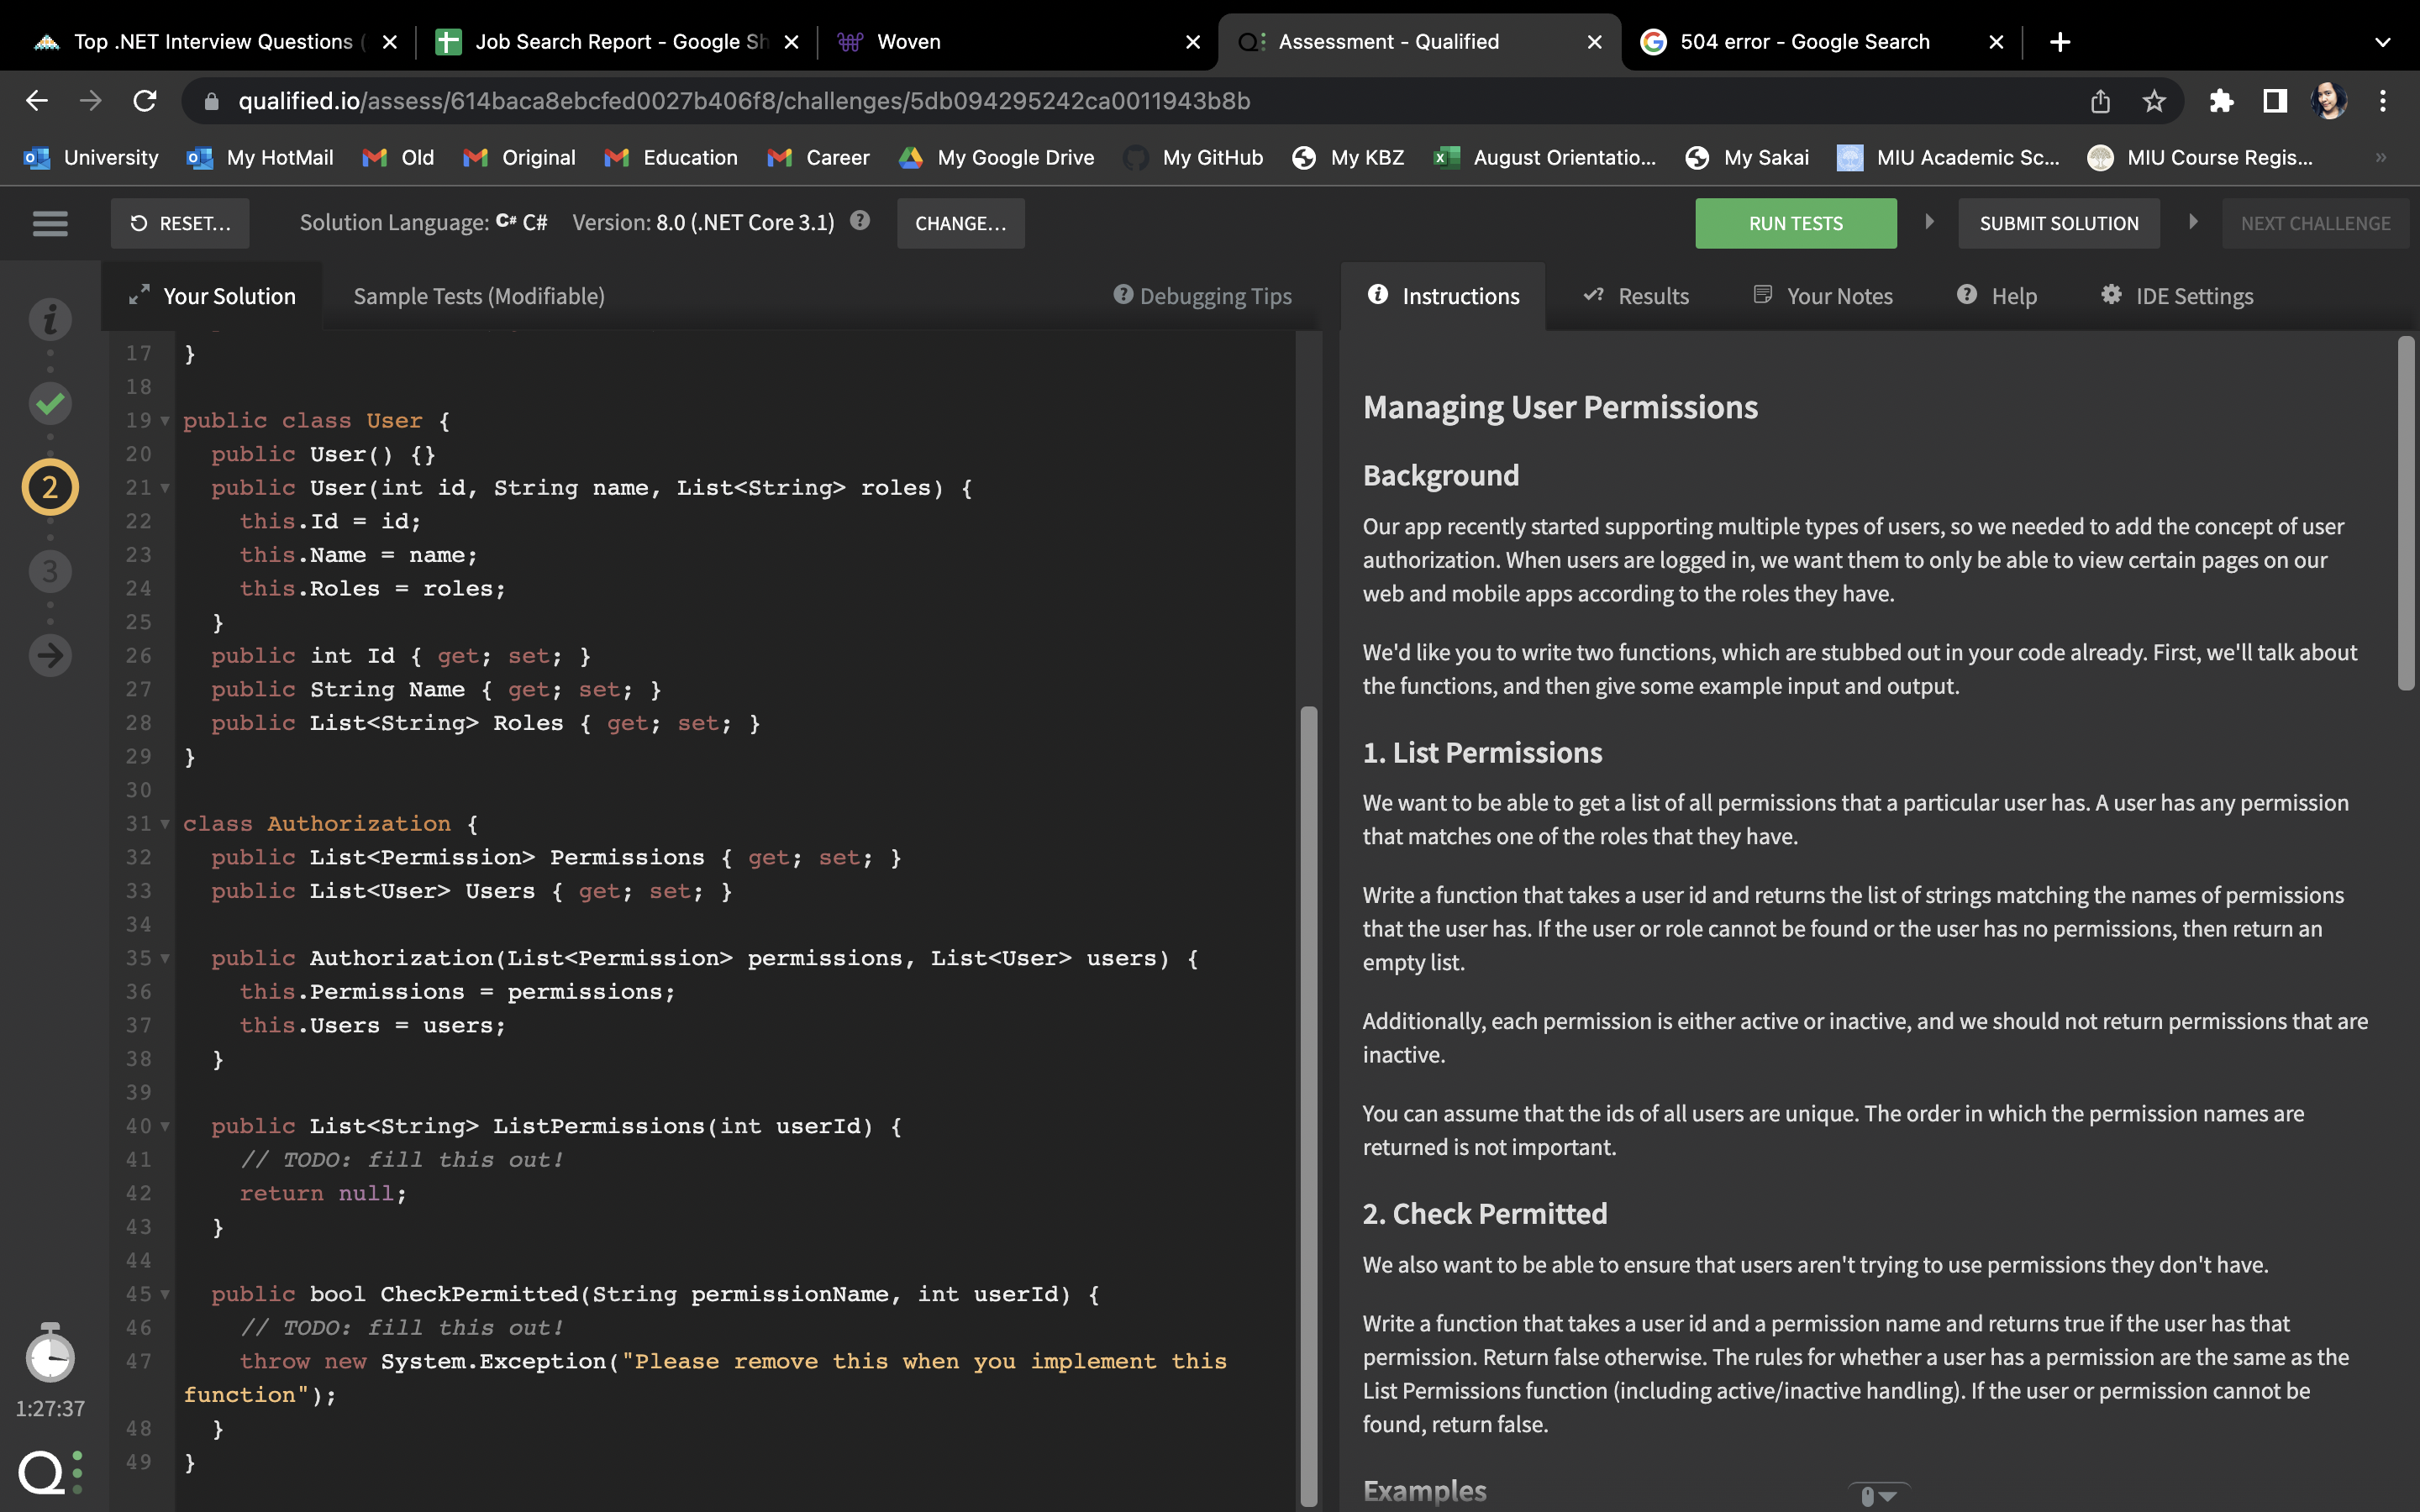 Top .NET Interview Questions (
Job Search Report - Google Sh
Woven
Assessment - Qualified
504 error - Google Search
qualified.io/assess/614baca8ebcfed0027b406f8/challenges/5db094295242ca0011943b8b
University
My HotMail
Old
Original
Education
Career
My Google Drive
My GitHub
My KBZ
August Orientatio...
My Sakai
MIU Academic Sc...
MIU Course Regis...
»
RESET...
Solution Language: C# C#
Version: 8.0 (.NET Core 3.1)
CHANGE...
RUN TESTS
SUBMIT SOLUTION
NEXT CHALLENGE
Your Solution
Sample Tests (Modifiable)
Debugging Tips
Instructions
Results
Your Notes
Help
IDE Settings
2
3
1:27:37
17 }
18
19 public class User {
20 public User() {}
21 public User(int id, String name, List<String> roles) {
22 this.Id = id;
23 this.Name = name;
24 this.Roles = roles;
25 }
26 public int Id { get; set; }
27 public String Name { get; set; }
28 public List<String> Roles { get; set; }
29 }
30
31 class Authorization {
32 public List<Permission> Permissions { get; set; }
33 public List<User> Users { get; set; }
34
35 public Authorization(List<Permission> permissions, List<User> users) {
36 this.Permissions = permissions;
37 this.Users = users;
38 }
39
40 public List<String> ListPermissions(int userId) {
41 // TODO: fill this out!
42 return null;
43 }
44
45 public bool CheckPermitted(String permissionName, int userId) {
46 // TODO: fill this out!
47 throw new System.Exception("Please remove this when you implement this
function");
48 }
49 }
Managing User Permissions
Background
Our app recently started supporting multiple types of users, so we needed to add the concept of user
authorization. When users are logged in, we want them to only be able to view certain pages on our
web and mobile apps according to the roles they have.
We'd like you to write two functions, which are stubbed out in your code already. First, we'll talk about
the functions, and then give some example input and output.
1. List Permissions
We want to be able to get a list of all permissions that a particular user has. A user has any permission
that matches one of the roles that they have.
Write a function that takes a user id and returns the list of strings matching the names of permissions
that the user has. If the user or role cannot be found or the user has no permissions, then return an
empty list.
Additionally, each permission is either active or inactive, and we should not return permissions that are
inactive.
You can assume that the ids of all users are unique. The order in which the permission names are
returned is not important.
2. Check Permitted
We also want to be able to ensure that users aren't trying to use permissions they don't have.
Write a function that takes a user id and a permission name and returns true if the user has that
permission. Return false otherwise. The rules for whether a user has a permission are the same as the
List Permissions function (including active/inactive handling). If the user or permission cannot be
found, return false.
Examples